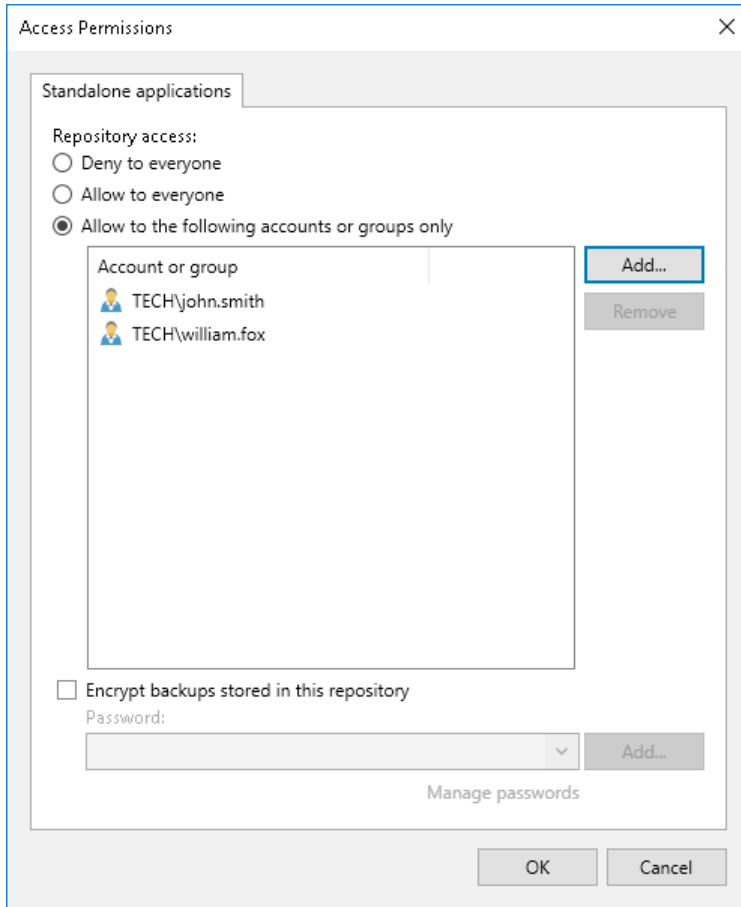 Access Permissions
Standalone applications
Repository access:
Deny to everyone
Allow to everyone
Allow to the following accounts or groups only
Account or group
Add...
TECH\john.smith
Remove
TECH\william.fox
Encrypt backups stored in this repository
Password:
Add...
Manage passwords
OK Cancel